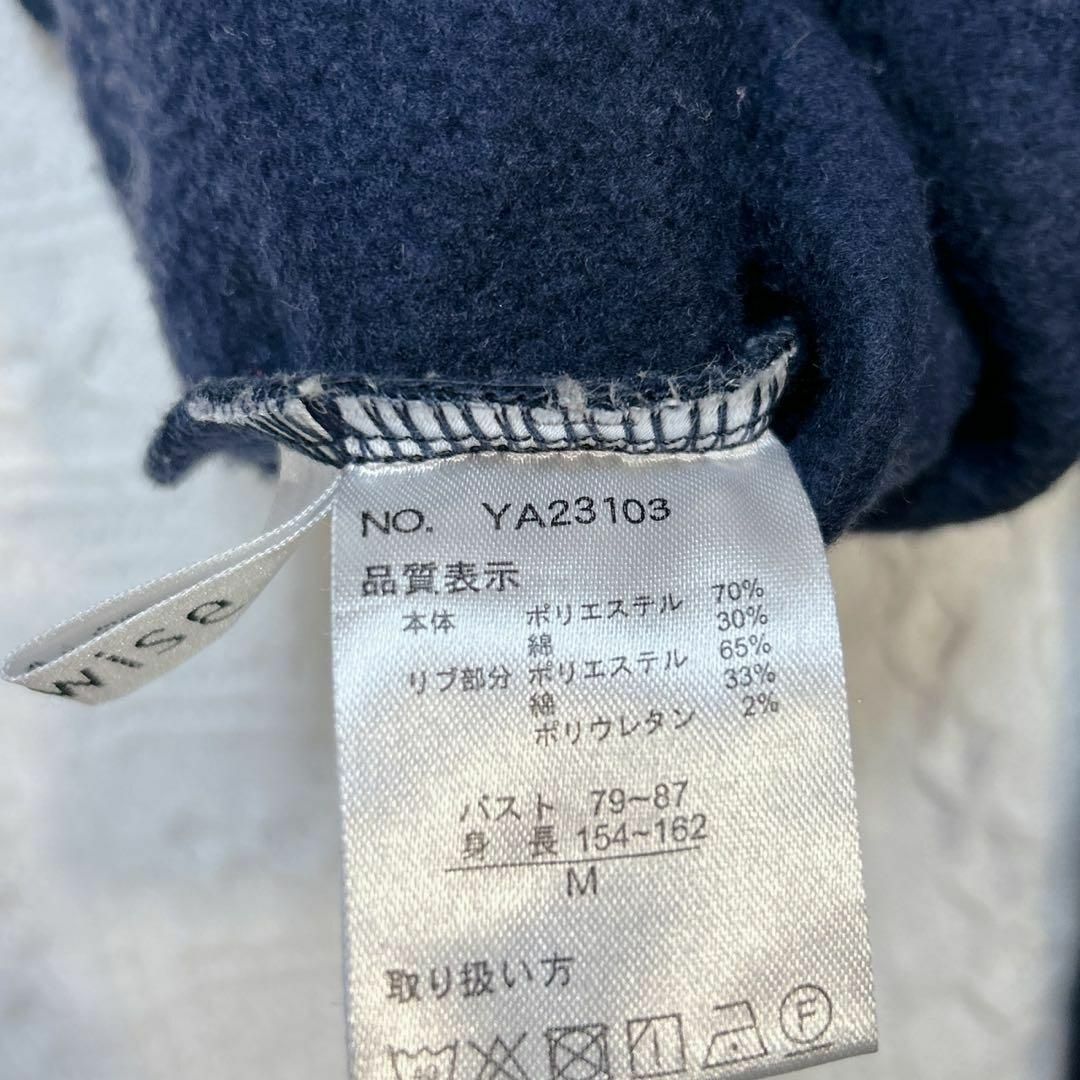 NO. YA23103
品質表示
本体 ポリエステル 70%
綿 30%
リブ部分 ポリエステル 65%
綿 33%
ポリウレタン 2%
バスト 79~87
身 長 154~162
M
取り扱い方
F
wise